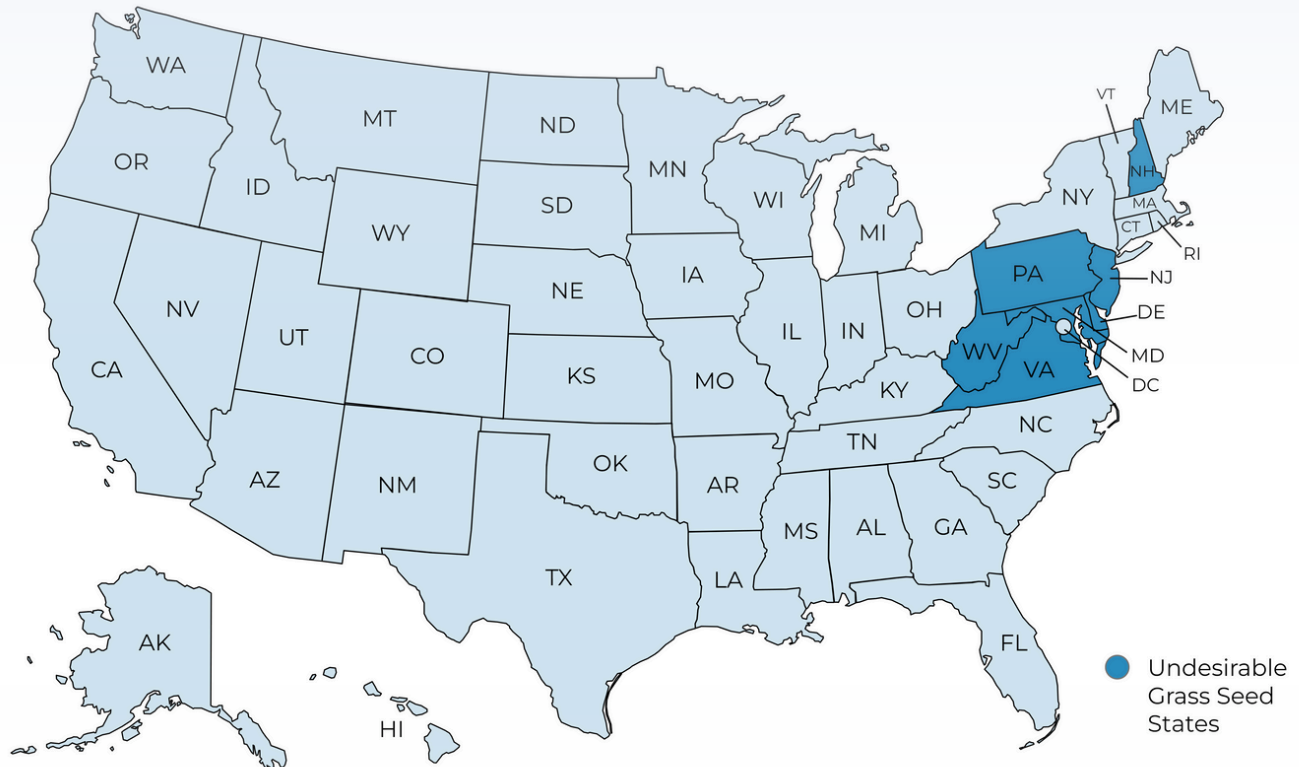 WA
MT
ND
MN
VT
ME
OR
ID
SD
WI
MI
NY
NH
MA
CT
RI
WY
IA
NE
PA
NJ
NV
UT
CO
IL
IN
OH
DE
MD
DC
WV
VA
CA
KS
MO
KY
NC
TN
AZ
NM
OK
AR
SC
MS
AL
GA
TX
LA
AK
FL
HI
Undesirable
Grass Seed
States